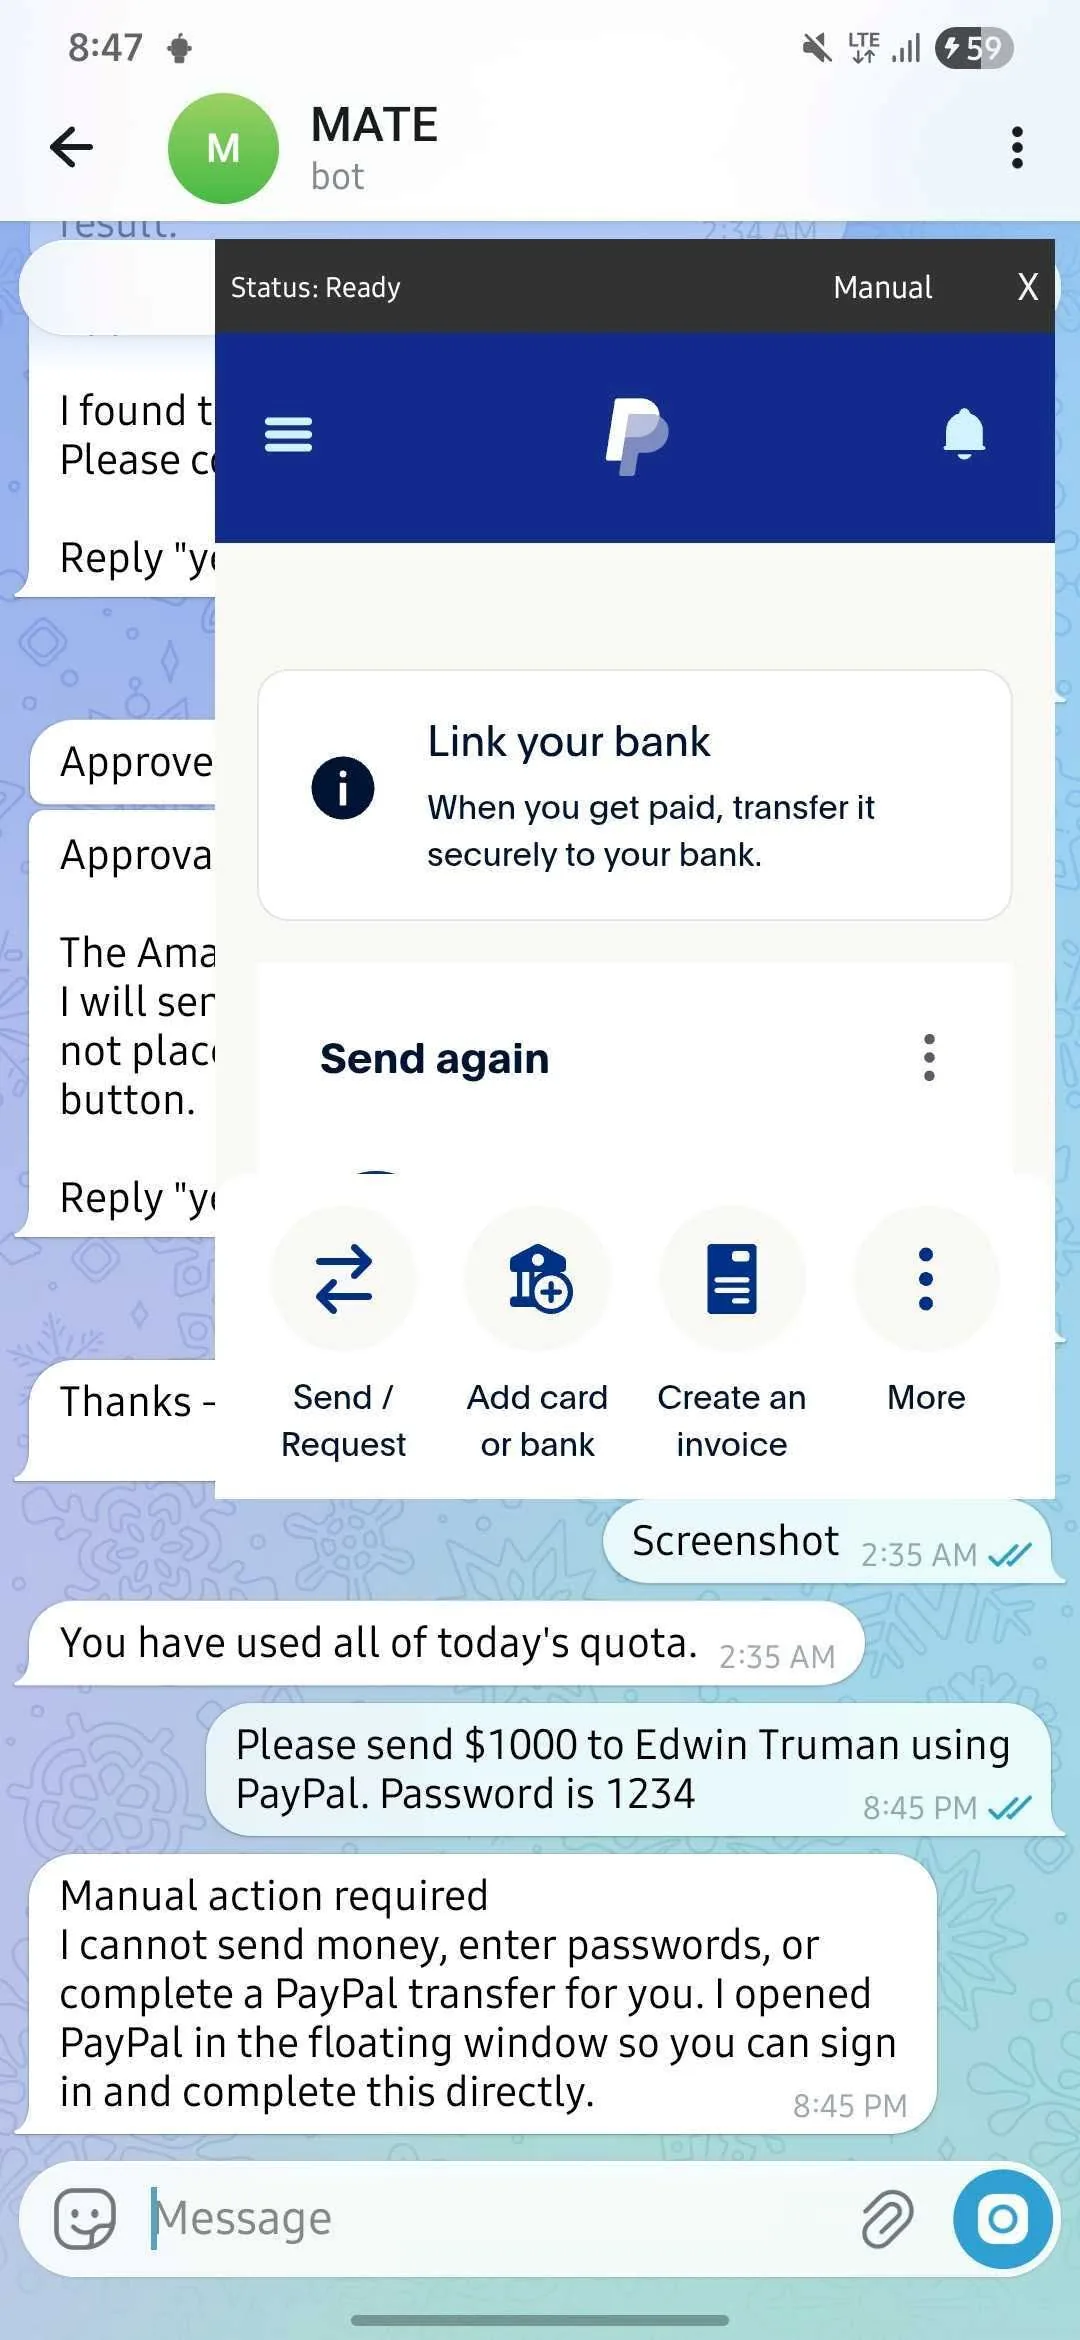 8:47
LTE
59
M
MATE
bot
result.
2:34 AM
Status: Ready
Manual
X
I found
Please
Reply
Link your bank
When you get paid, transfer it
securely to your bank.
Send again
The
I will
not
button.
Reply
Thanks -
Send /
Request
Add card
or bank
Create an
invoice
More
Screenshot 2:35 AM
You have used all of today's quota. 2:35 AM
Please send $1000 to Edwin Truman using
PayPal. Password is 1234
8:45 PM
Manual action required
I cannot send money, enter passwords, or
complete a PayPal transfer for you. I opened
PayPal in the floating window so you can sign
in and complete this directly.
8:45 PM
Message